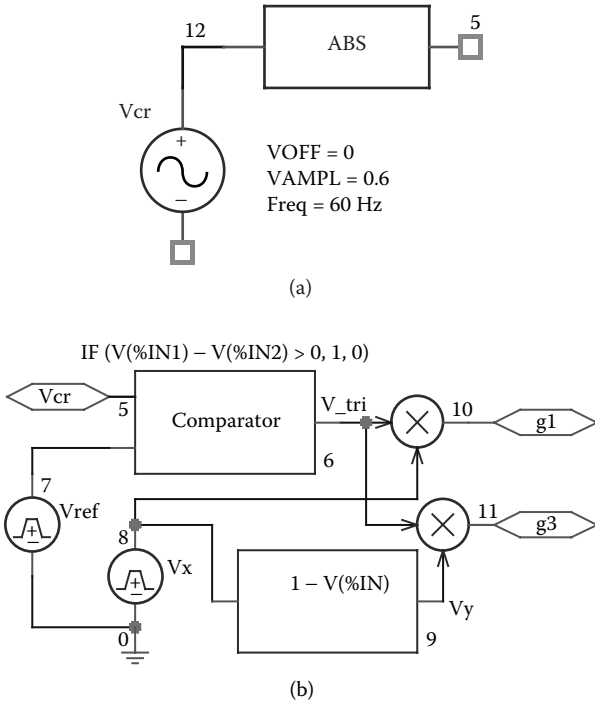 5
12
ABS
Vcr
+
−
VOFF = 0
VAMPL = 0.6
Freq = 60 Hz
(a)
IF (V(%IN1) − V(%IN2) > 0, 1, 0)
Vcr
5
Comparator
V_tri
10
g1
6
7
Vref
+
−
8
Vx
+
−
11
g3
1 − V(%IN)
Vy
0
9
(b)